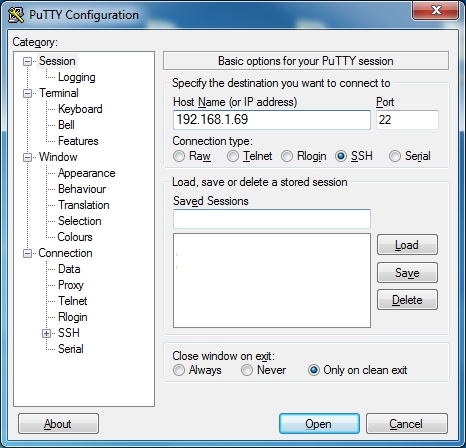 PuTTY Configuration
Category:
Session
Logging
Terminal
Keyboard
Bell
Features
Window
Appearance
Behaviour
Translation
Selection
Colours
Connection
Data
Proxy
Telnet
Rlogin
SSH
Serial
Basic options for your PuTTY session
Specify the destination you want to connect to
Host Name (or IP address) Port
192.168.1.69 22
Connection type:
Raw Telnet Rlogin SSH Serial
Load, save or delete a stored session
Saved Sessions
Load
Save
Delete
Close window on exit:
Always Never Only on clean exit
About Open Cancel